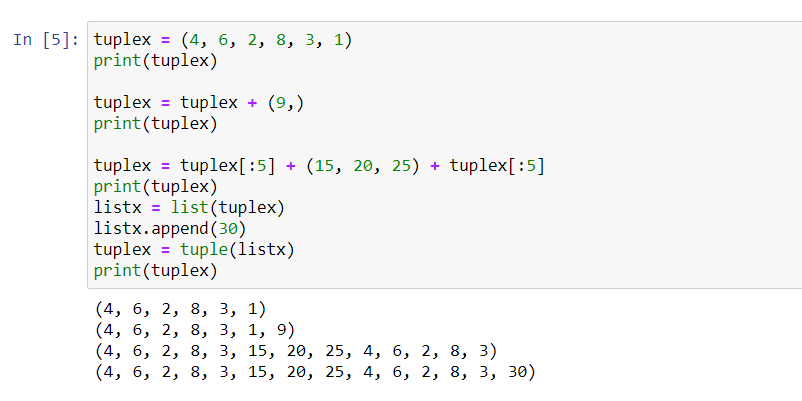 In [5]: tuplex = (4, 6, 2, 8, 3, 1)
print(tuplex)
tuplex = tuplex + (9,)
print(tuplex)
tuplex = tuplex[:5] + (15, 20, 25) + tuplex[:5]
print(tuplex)
listx = list(tuplex)
listx.append(30)
tuplex = tuple(listx)
print(tuplex)
(4, 6, 2, 8, 3, 1)
(4, 6, 2, 8, 3, 1, 9)
(4, 6, 2, 8, 3, 15, 20, 25, 4, 6, 2, 8, 3)
(4, 6, 2, 8, 3, 15, 20, 25, 4, 6, 2, 8, 3, 30)